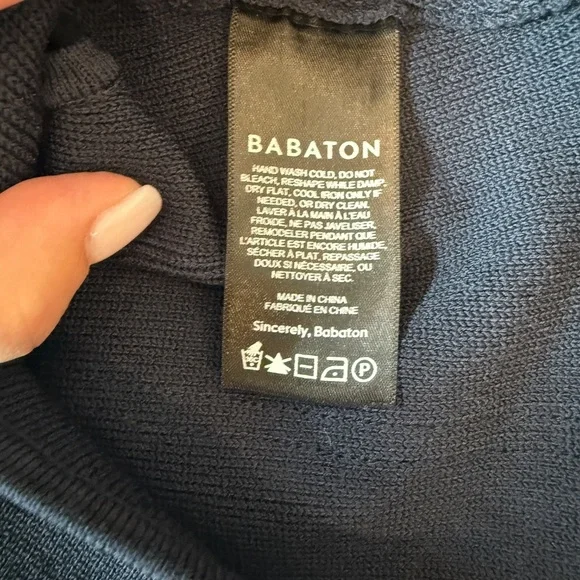 BABATON
HAND WASH COLD, DO NOT
BLEACH, RESHAPE WHILE DAMP,
DRY FLAT, COOL IRON ONLY IF
NEEDED, OR DRY CLEAN.
LAVER À LA MAIN À L'EAU
FROIDE, NE PAS JAVELISER,
REMODELER PENDANT QUE
L'ARTICLE EST ENCORE HUMIDE,
SÉCHER À PLAT, REPASSAGE
DOUX SI NÉCESSAIRE, OU
NETTOYER À SEC.
MADE IN CHINA
FABRIQUÉ EN CHINE
Sincerely, Babaton
P